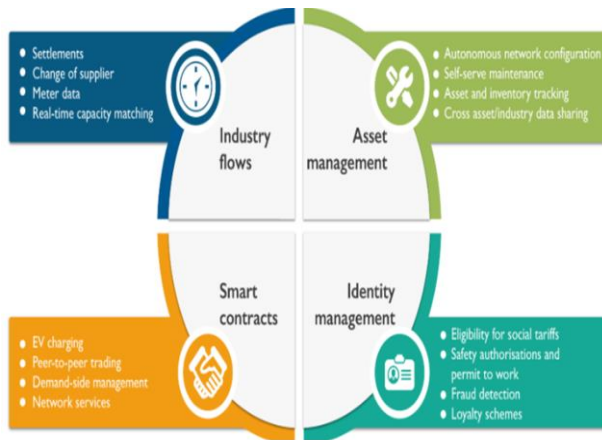 Settlements
Change of supplier
Meter data
Real-time capacity matching
Industry
flows
Autonomous network configuration
Self-serve maintenance
Asset and inventory tracking
Cross asset/industry data sharing
Asset
management
Smart
contracts
EV charging
Peer-to-peer trading
Demand-side management
Network services
Identity
management
Eligibility for social tariffs
Safety authorisations and
permit to work
Fraud detection
Loyalty schemes